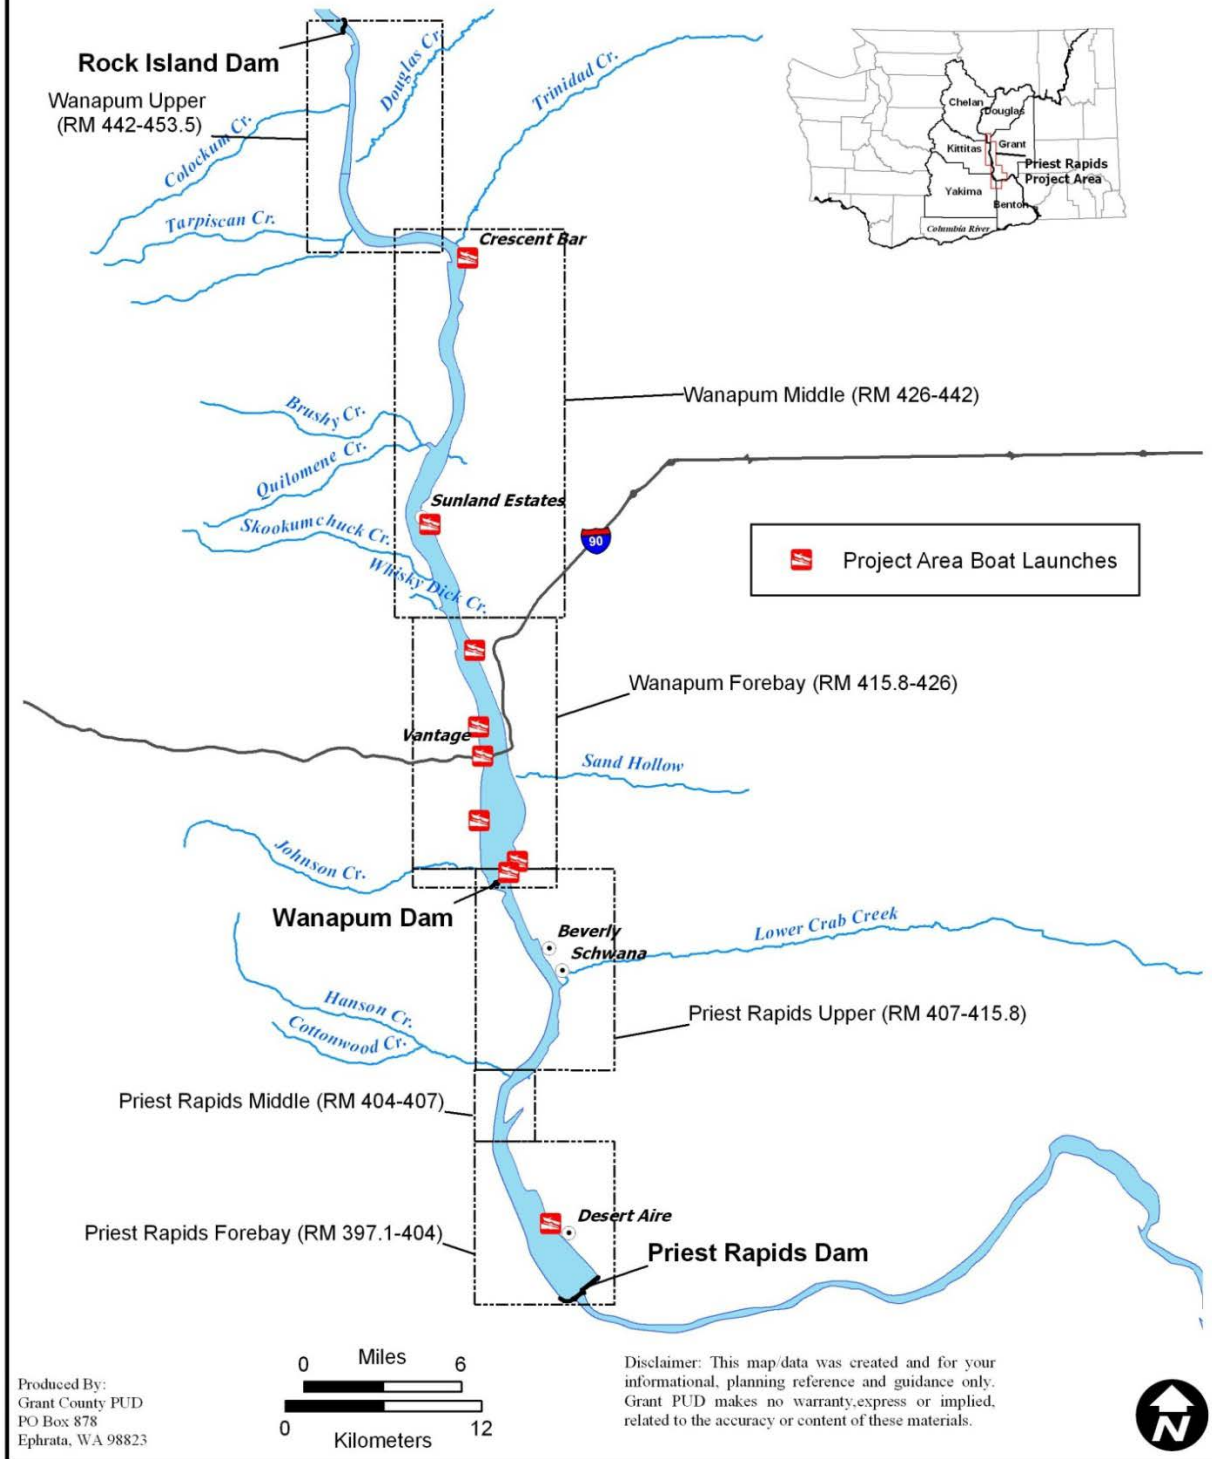 Rock Island Dam
Wanapum Upper
(RM 442-453.5)
Douglas Cr.
Trinidad Cr.
Colockum Cr.
Tarpiscan Cr.
Crescent Bar
Chelan
Douglas
Kittitas
Grant
Priest Rapids
Project Area
Yakima
Benton
Columbia River
Wanapum Middle (RM 426-442)
Brushy Cr.
Quilomene Cr.
Sunland Estates
Skookumchuck Cr.
90
Project Area Boat Launches
Whisky Dick Cr.
Wanapum Forebay (RM 415.8-426)
Vantage
Sand Hollow
Johnson Cr.
Wanapum Dam
Beverly
Schwana
Lower Crab Creek
Hanson Cr.
Cottonwood Cr.
Priest Rapids Upper (RM 407-415.8)
Priest Rapids Middle (RM 404-407)
Desert Aire
Priest Rapids Forebay (RM 397.1-404)
Priest Rapids Dam
0 Miles 6
0 Kilometers 12
Produced By:
Grant County PUD
PO Box 878
Ephrata, WA 98823
Disclaimer: This map/data was created and for your
informational, planning reference and guidance only.
Grant PUD makes no warranty,express or implied,
related to the accuracy or content of these materials.
N